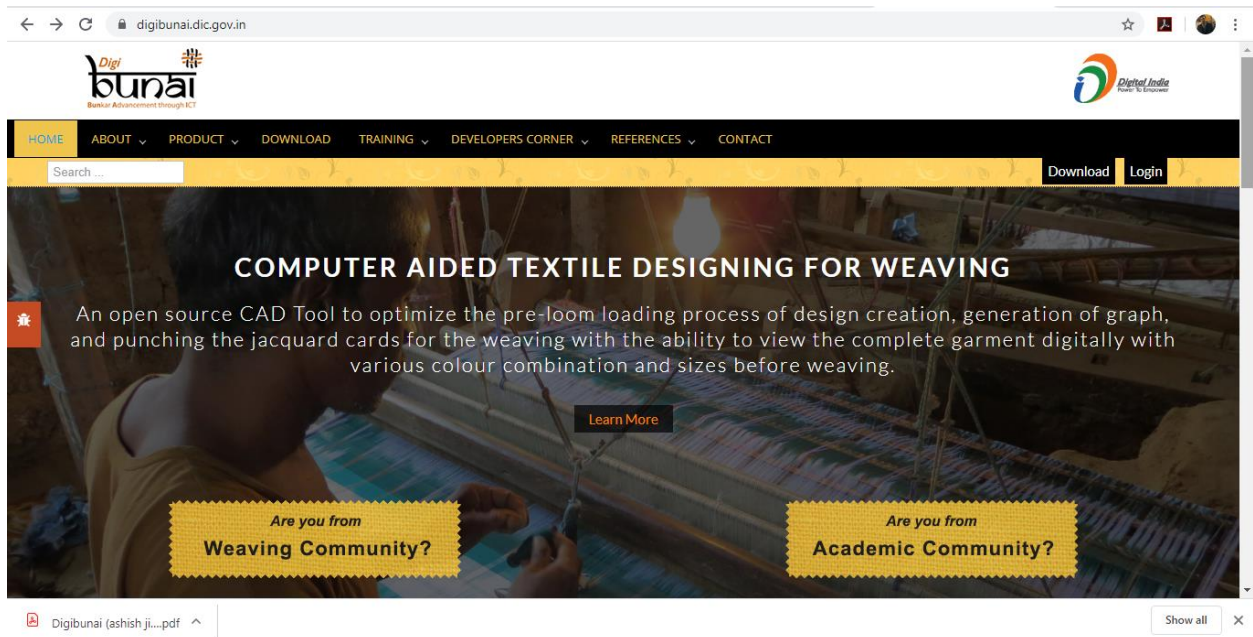 digibunai.dic.gov.in
Digi
bunai
Bunkar Advancement through ICT
Digital India
Power To Empower
HOME ABOUT PRODUCT DOWNLOAD TRAINING DEVELOPERS CORNER REFERENCES CONTACT
Search ...
Download Login
COMPUTER AIDED TEXTILE DESIGNING FOR WEAVING
An open source CAD Tool to optimize the pre-loom loading process of design creation, generation of graph,
and punching the jacquard cards for the weaving with the ability to view the complete garment digitally with
various colour combination and sizes before weaving.
Learn More
Are you from
Weaving Community?
Are you from
Academic Community?
Digibunai (ashish ji....pdf
Show all